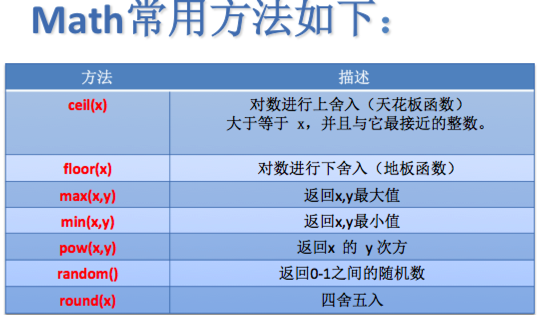 Math常用方法如下：
方法 描述
ceil(x) 对数进行上舍入（天花板函数）
大于等于 x，并且与它最接近的整数。
floor(x) 对数进行下舍入（地板函数）
max(x,y) 返回x,y最大值
min(x,y) 返回x,y最小值
pow(x,y) 返回x 的 y 次方
random() 返回0-1之间的随机数
round(x) 四舍五入